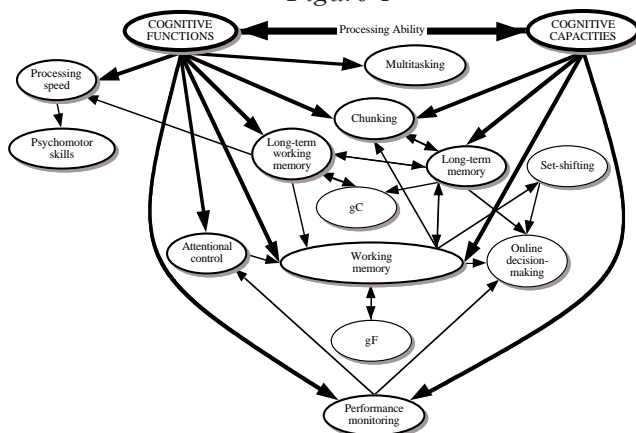 COGNITIVE
FUNCTIONS
Processing Ability
COGNITIVE
CAPACITIES
Processing
speed
Multitasking
Chunking
Psychomotor
skills
Long-term
working
memory
Long-term
memory
Set-shifting
gC
Attentional
control
Working
memory
Online
decision-
making
gF
Performance
monitoring